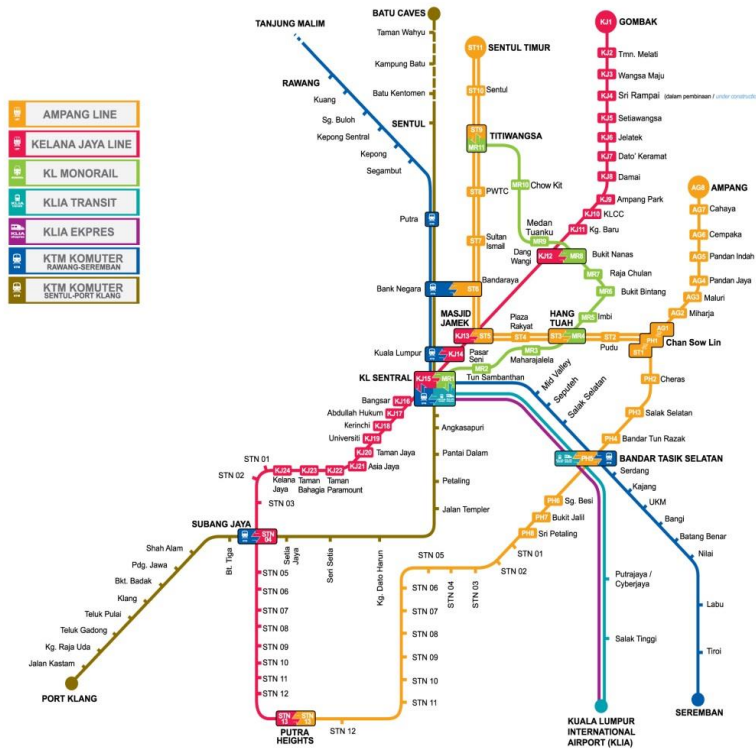 AMPANG LINE
KELANA JAYA LINE
KL MONORAIL
KLIA TRANSIT
KLIA EKSPRES
KTM KOMUTER
RAWANG-SEREMBAN
KTM KOMUTER
SENTUL-PORT KLANG
TANJUNG MALIM
RAWANG
Kuang
Sg. Buloh
Kepong Sentral
Kepong
Segambut
Putra
Bank Negara
Kuala Lumpur
BATU CAVES
Taman Wahyu
Kampung Batu
Batu Kentomen
SENTUL
ST11
SENTUL TIMUR
ST10
Sentul
ST9
MR11
TITIWANGSA
ST8
PWTC
ST7
Sultan
Ismail
ST6
Bandaraya
MR10
Chow Kit
Medan
Tuanku
MR9
MR8
Bukit Nanas
MR7
Raja Chulan
MR6
Bukit Bintang
MR5
Imbi
HANG
TUAH
ST3
MR4
MR3
Maharajalela
MR2
Tun Sambanthan
KJ1
GOMBAK
KJ2
Tmn. Melati
KJ3
Wangsa Maju
KJ4
Sri Rampai
(dalam pembinaan / under constructio
KJ5
Setiawangsa
KJ6
Jelatek
KJ7
Dato' Keramat
KJ8
Damai
KJ9
Ampang Park
KJ10
KLCC
KJ11
Kg. Baru
Dang
Wangi
KJ12
MASJID
JAMEK
KJ13
ST5
Plaza
Rakyat
ST4
ST2
Pudu
KJ14
Pasar
Seni
KL SENTRAL
KJ15
MR1
AG8
AMPANG
AG7
Cahaya
AG6
Cempaka
AG5
Pandan Indah
AG4
Pandan Jaya
AG3
Maluri
AG2
Miharja
AG1
PH1
ST1
Chan Sow Lin
PH2
Cheras
PH3
Salak Selatan
PH4
Bandar Tun Razak
PH5
BANDAR TASIK SELATAN
Mid Valley
Seputeh
Salak Selatan
Serdang
Kajang
UKM
Bangi
Batang Benar
Nilai
Labu
Tiroi
SEREMBAN
Putrajaya /
Cyberjaya
Salak Tinggi
KUALA LUMPUR
INTERNATIONAL
AIRPORT (KLIA)
PH6
Sg. Besi
PH7
Bukit Jalil
PH8
Sri Petaling
STN 01
STN 02
STN 03
STN 04
STN 05
STN 06
STN 07
STN 08
STN 09
STN 10
STN 11
STN 12
Bangsar
KJ16
Abdullah Hukum
KJ17
Kerinchi
KJ18
Universiti
KJ19
KJ20
Taman Jaya
KJ21
Asia Jaya
KJ22
Taman
Paramount
KJ23
Taman
Bahagia
KJ24
Kelana
Jaya
STN 01
STN 02
STN 03
SUBANG JAYA
STN
04
STN 05
STN 06
STN 07
STN 08
STN 09
STN 10
STN 11
STN 12
STN
13
STN
13
PUTRA
HEIGHTS
Angkasapuri
Pantai Dalam
Petaling
Jalan Templer
Kg. Dato Harun
Seri Setia
Setia
Jaya
Bt. Tiga
Shah Alam
Pdg. Jawa
Bkt. Badak
Klang
Teluk Pulai
Teluk Gadong
Kg. Raja Uda
Jalan Kastam
PORT KLANG